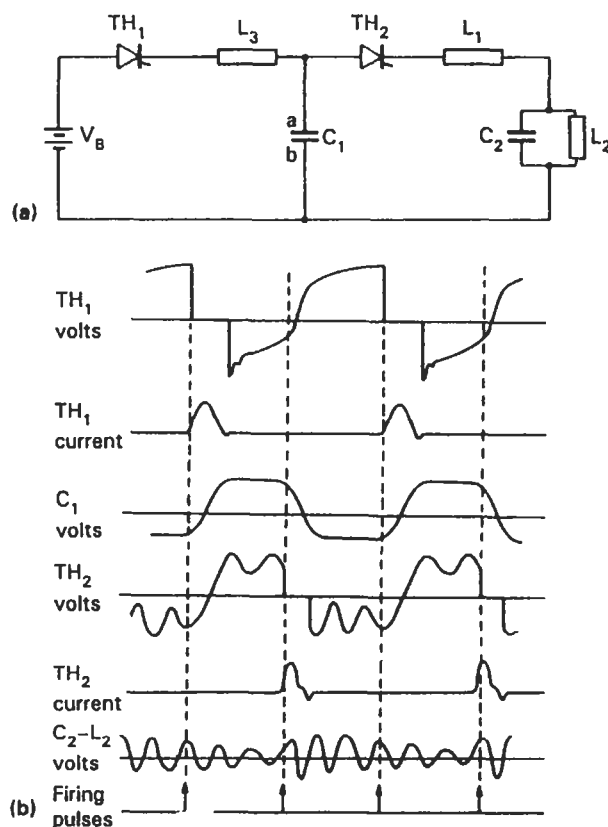 TH₁ L₃ TH₂ L₁
V_B a C₁ b C₂ L₂
(a)
TH₁
volts
TH₁
current
C₁
volts
TH₂
volts
TH₂
current
C₂–L₂
volts
(b) Firing
pulses